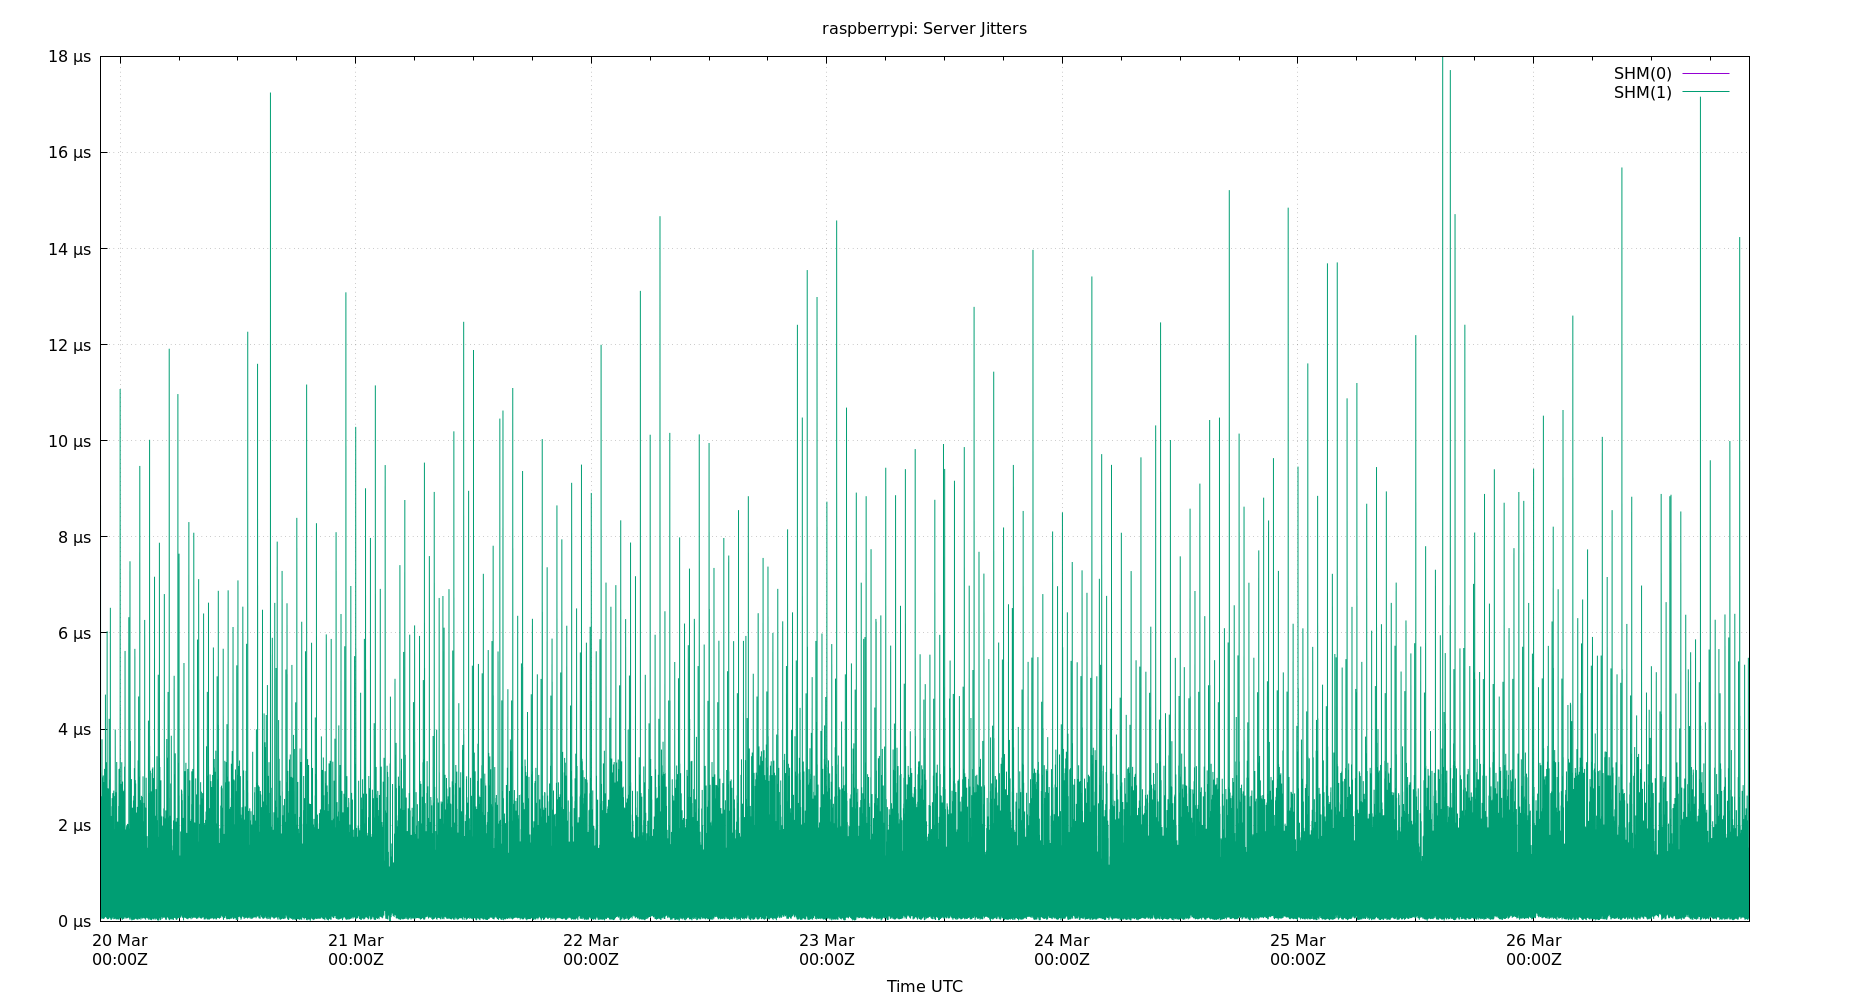 raspberrypi: Server Jitters
18 µs
SHM(0)
SHM(1)
16 µs
14 µs
12 µs
10 µs
8 µs
6 µs
4 µs
2 µs
0 µs
20 Mar 21 Mar 22 Mar 23 Mar 24 Mar 25 Mar 26 Mar
00:00Z 00:00Z 00:00Z 00:00Z 00:00Z 00:00Z 00:00Z
Time UTC